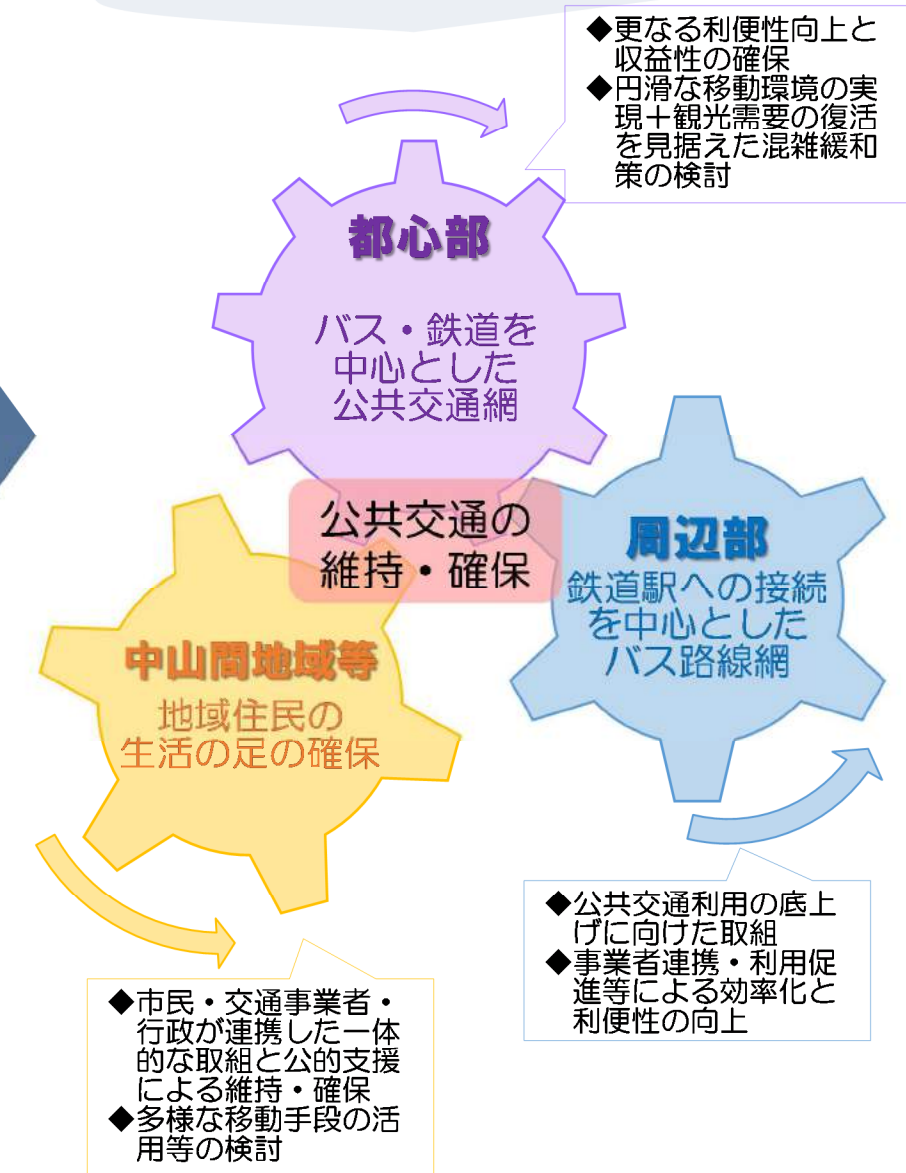 ◆更なる利便性向上と
収益性の確保
◆円滑な移動環境の実
現＋観光需要の復活
を見据えた混雑緩和
策の検討
都心部
バス・鉄道を
中心とした
公共交通網
公共交通の
維持・確保
周辺部
鉄道駅への接続
を中心とした
バス路線網
中山間地域等
地域住民の
生活の足の確保
◆公共交通利用の底上
げに向けた取組
◆事業者連携・利用促
進等による効率化と
利便性の向上
◆市民・交通事業者・
行政が連携した一体
的な取組と公的支援
による維持・確保
◆多様な移動手段の活
用等の検討